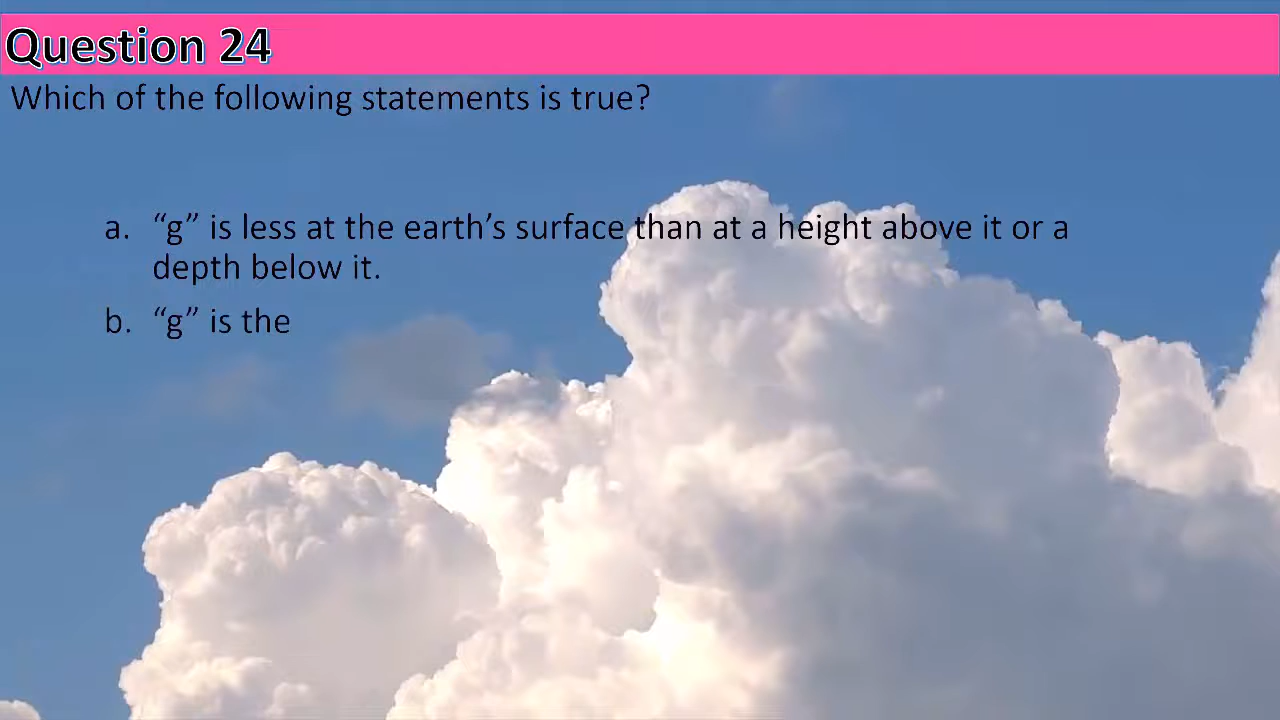 Question 24
Which of the following statements is true?
a. “g” is less at the earth’s surface than at a height above it or a
depth below it.
b. “g” is the